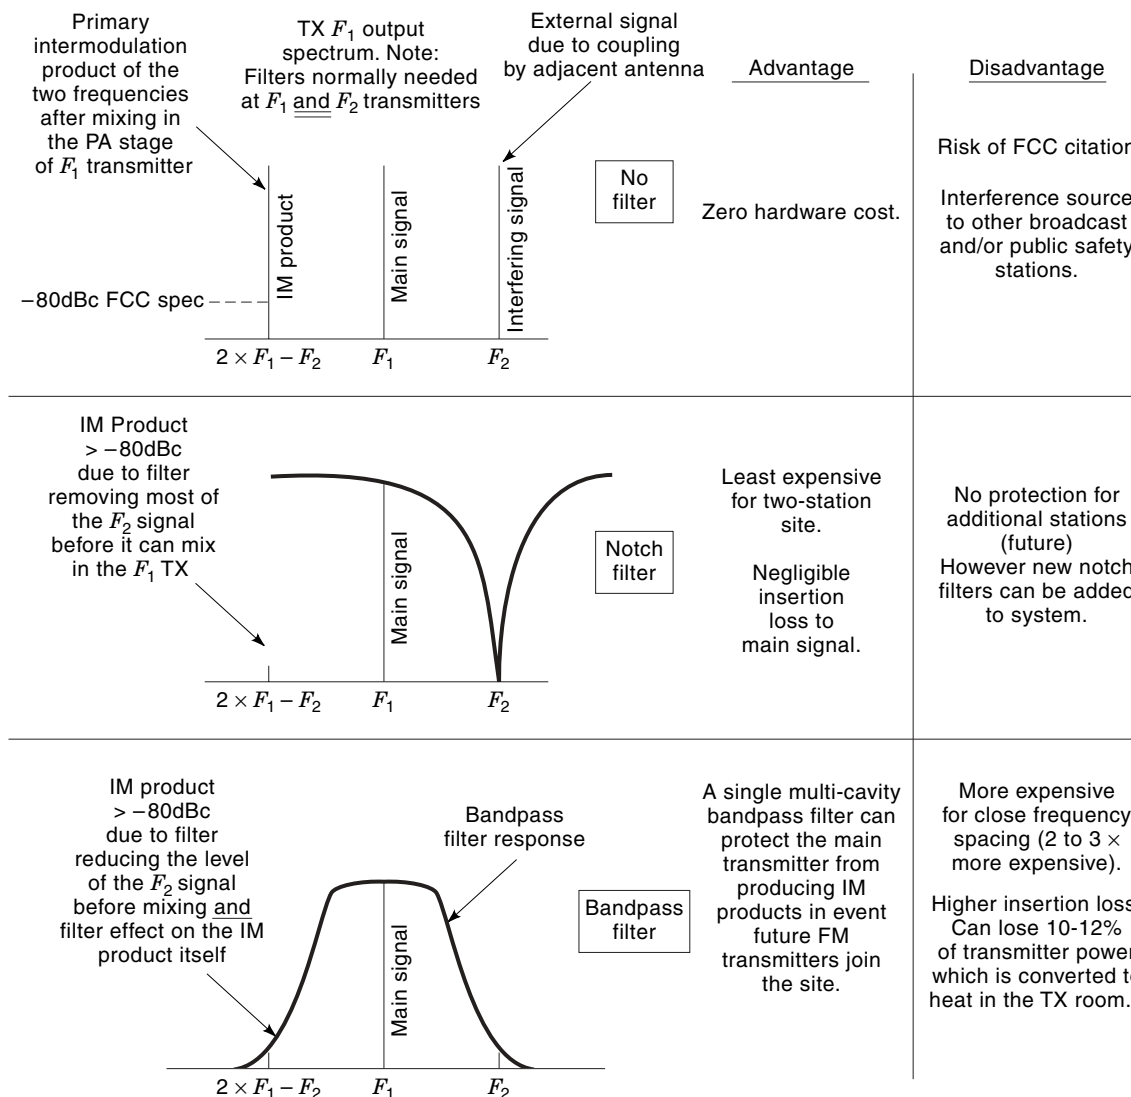 Primary
intermodulation
product of the
two frequencies
after mixing in
the PA stage
of F1 transmitter
TX F1 output
spectrum. Note:
Filters normally needed
at F1 and F2 transmitters
External signal
due to coupling
by adjacent antenna
Advantage
Disadvantage
IM product
Main signal
Interfering signal
−80dBc FCC spec
2 × F1 − F2
F1
F2
No
filter
Zero hardware cost.
Risk of FCC citation
Interference source
to other broadcast
and/or public safety
stations.
IM Product
> −80dBc
due to filter
removing most of
the F2 signal
before it can mix
in the F1 TX
Main signal
2 × F1 − F2
F1
F2
Notch
filter
Least expensive
for two-station
site.
Negligible
insertion
loss to
main signal.
No protection for
additional stations
(future)
However new notch
filters can be added
to system.
IM product
> −80dBc
due to filter
reducing the level
of the F2 signal
before mixing and
filter effect on the IM
product itself
Bandpass
filter response
Main signal
2 × F1 − F2
F1
F2
Bandpass
filter
A single multi-cavity
bandpass filter can
protect the main
transmitter from
producing IM
products in event
future FM
transmitters join
the site.
More expensive
for close frequency
spacing (2 to 3 ×
more expensive).
Higher insertion loss
Can lose 10-12%
of transmitter power
which is converted to
heat in the TX room.